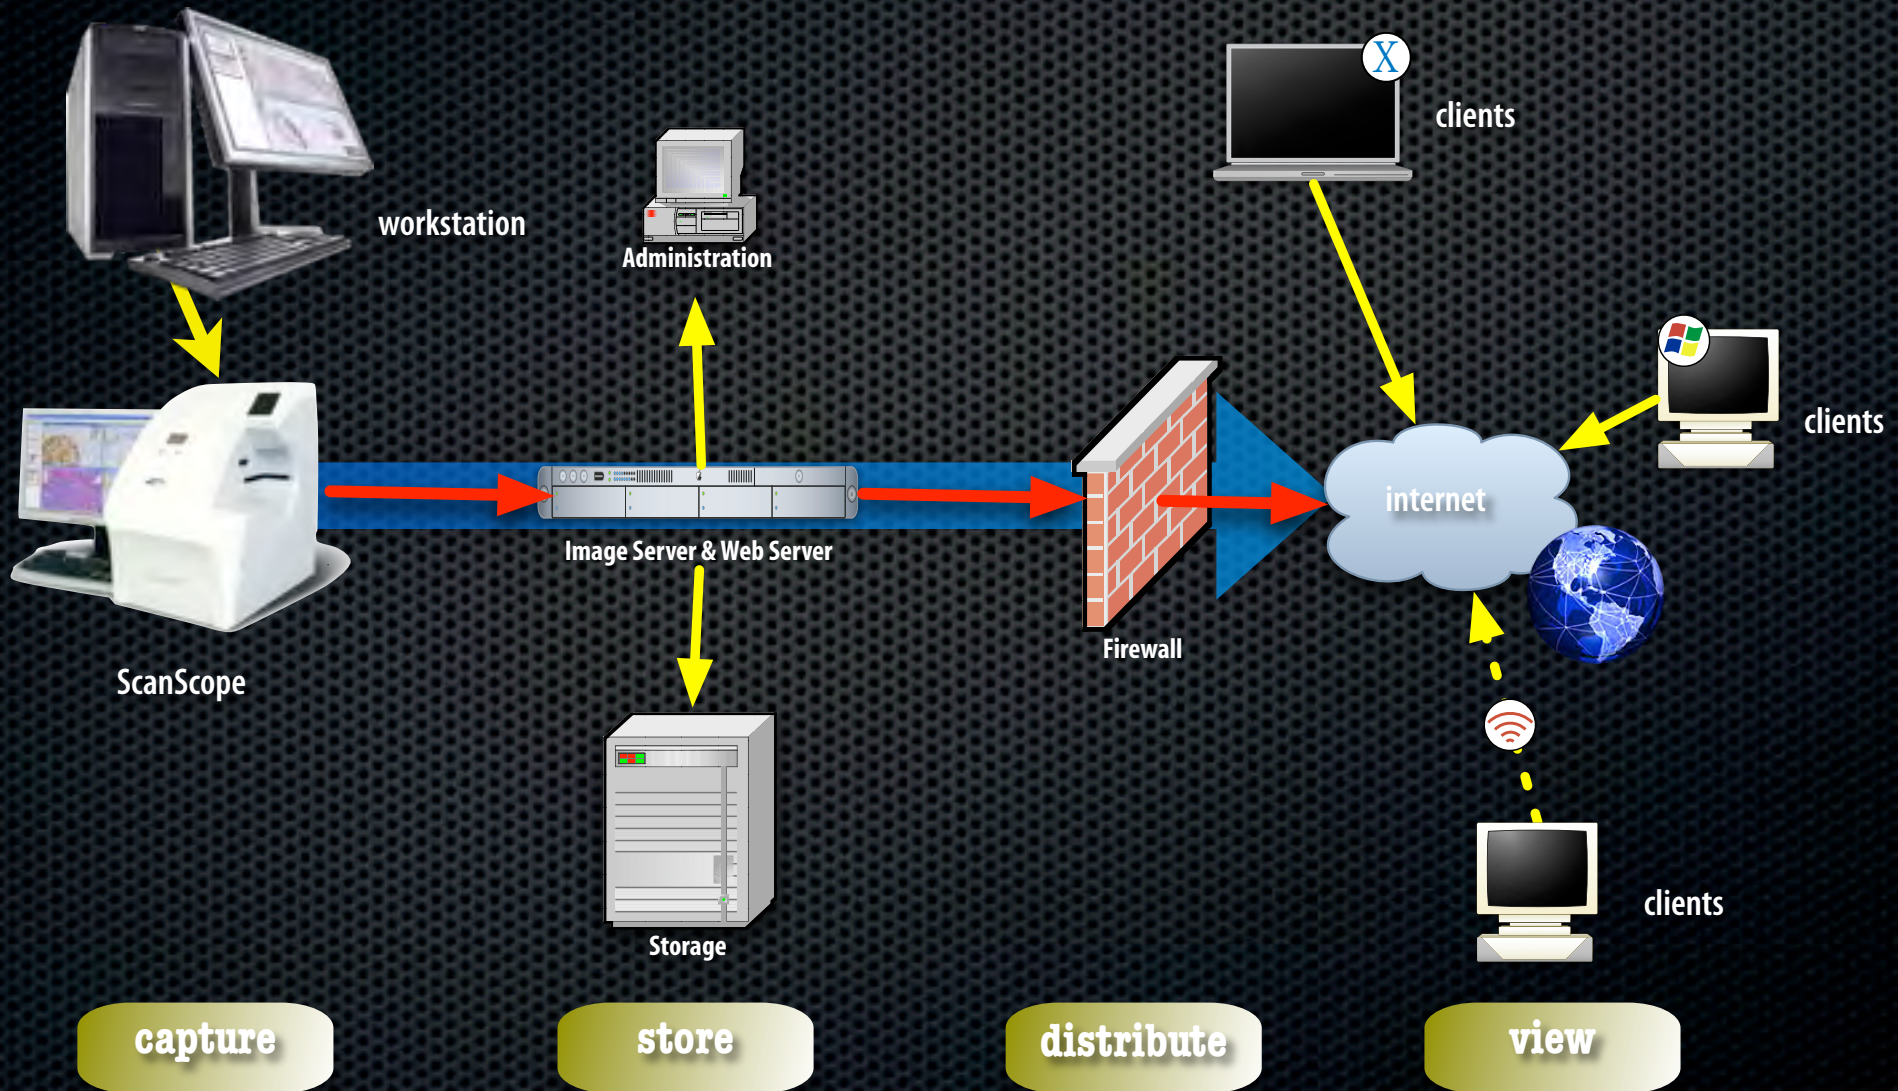 X
clients
workstation
Administration
clients
internet
Image Server & Web Server
Firewall
ScanScope
clients
Storage
capture
store
distribute
view